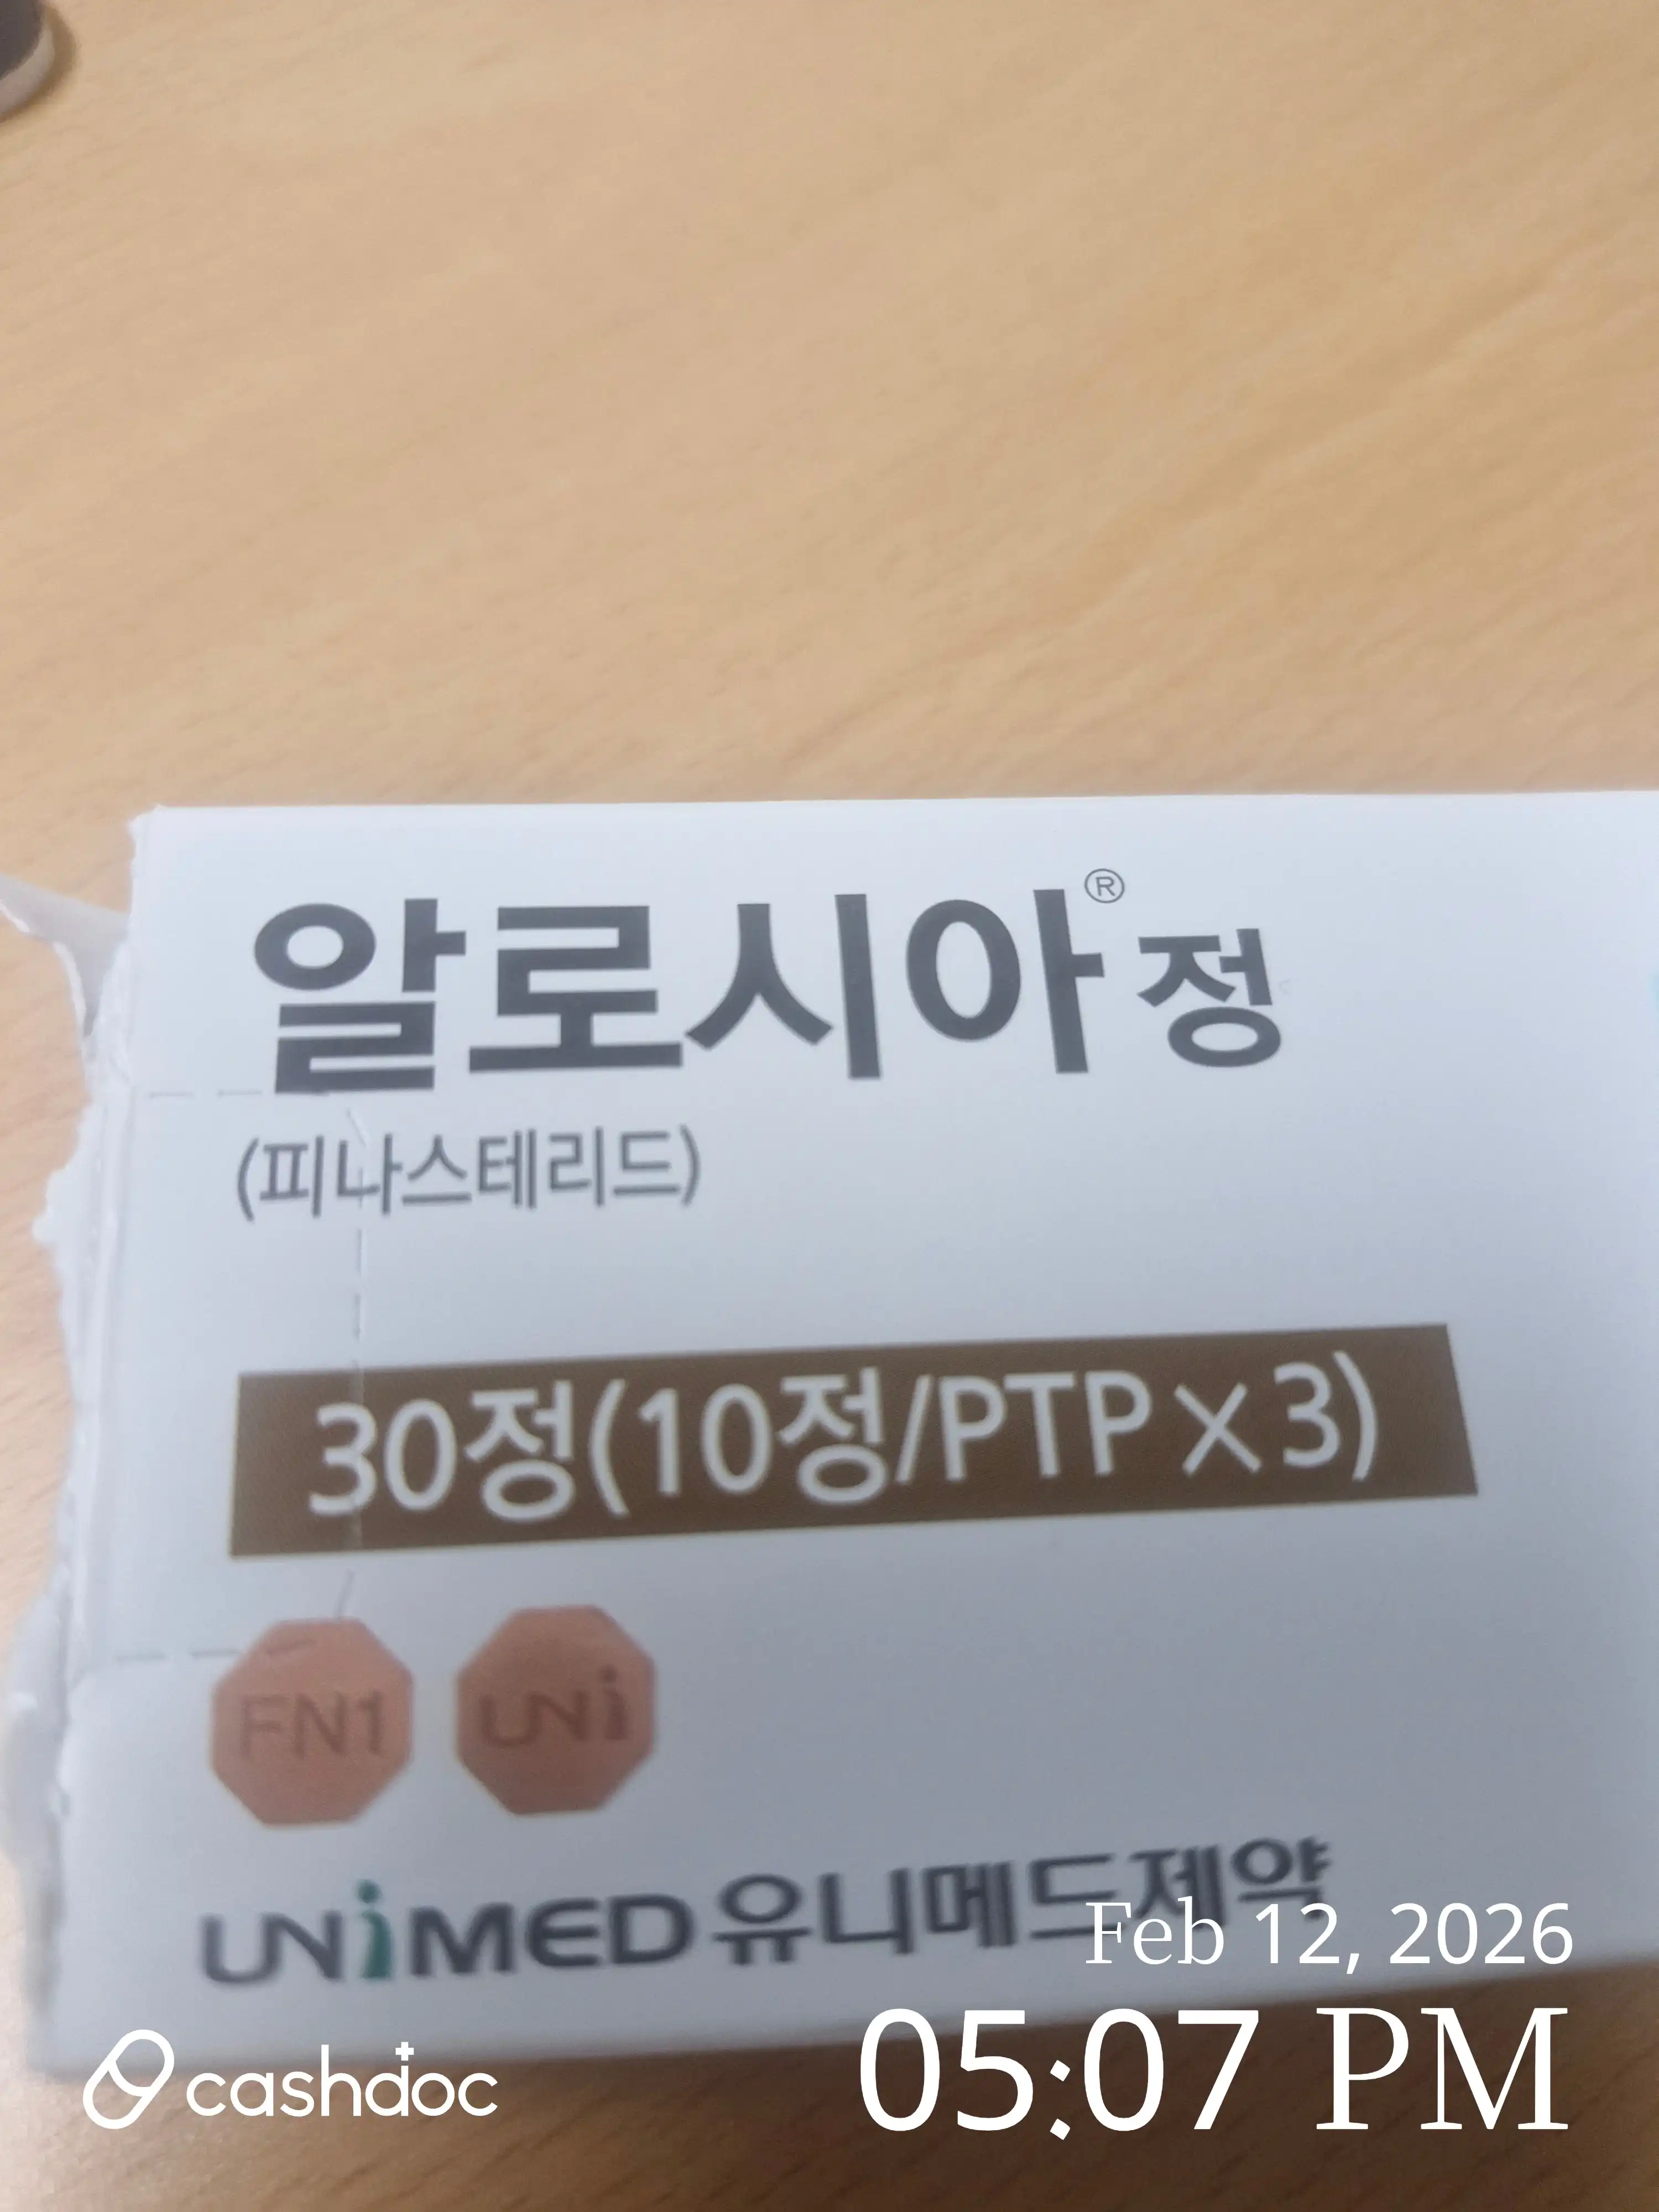 알로시아® 정
(피나스테리드)
30정(10정/PTP×3)
FN1 UNi
UNiMED 유니메드제약
Feb 12, 2026
05:07 PM
cashdoc